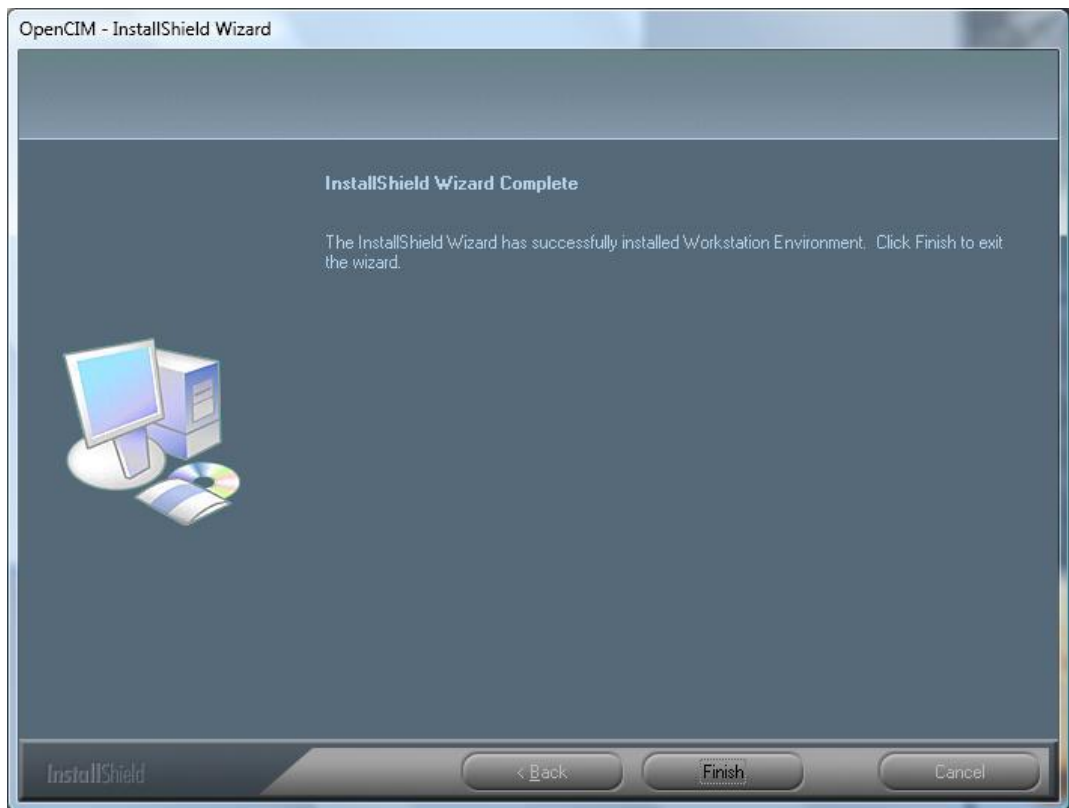 OpenCIM - InstallShield Wizard
InstallShield Wizard Complete
The InstallShield Wizard has successfully installed Workstation Environment. Click Finish to exit
the wizard.
InstallShield
< Back
Finish
Cancel